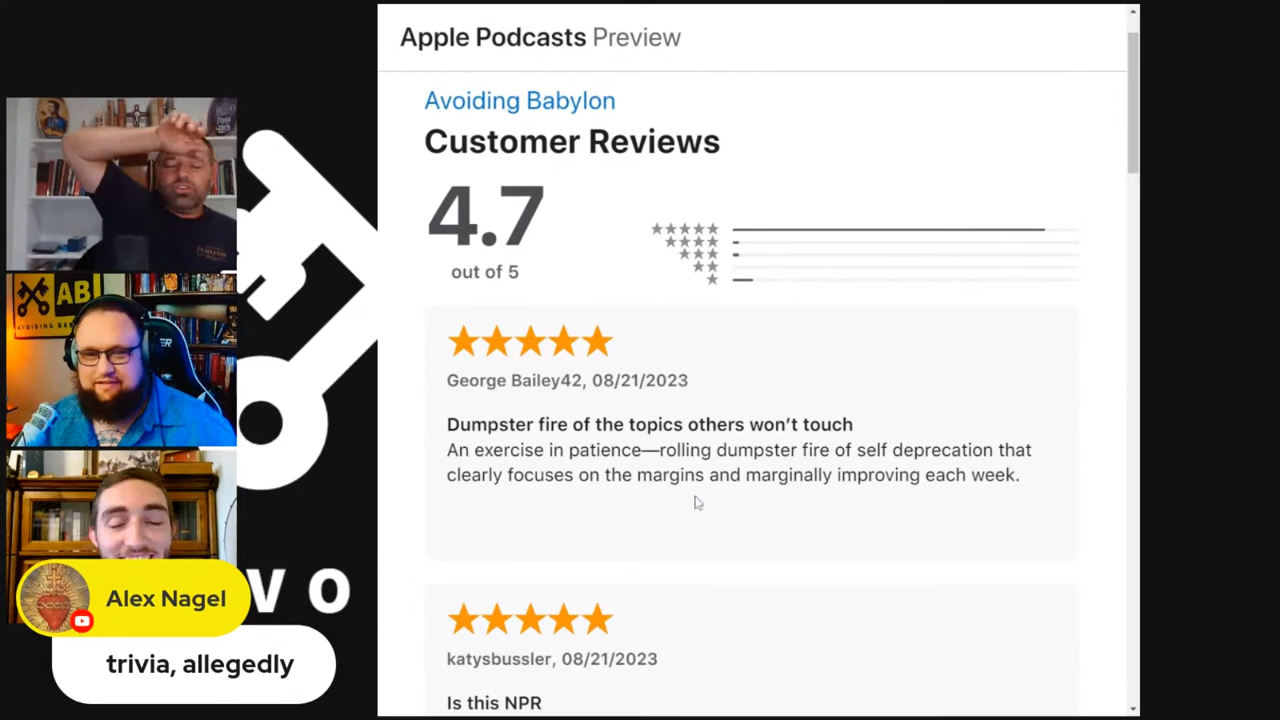 Apple Podcasts Preview
Avoiding Babylon
Customer Reviews
4.7
out of 5
George Bailey42, 08/21/2023
Dumpster fire of the topics others won’t touch
An exercise in patience—rolling dumpster fire of self deprecation that
clearly focuses on the margins and marginally improving each week.
katysbussler, 08/21/2023
Is this NPR
AB
VO
Alex Nagel
trivia, allegedly